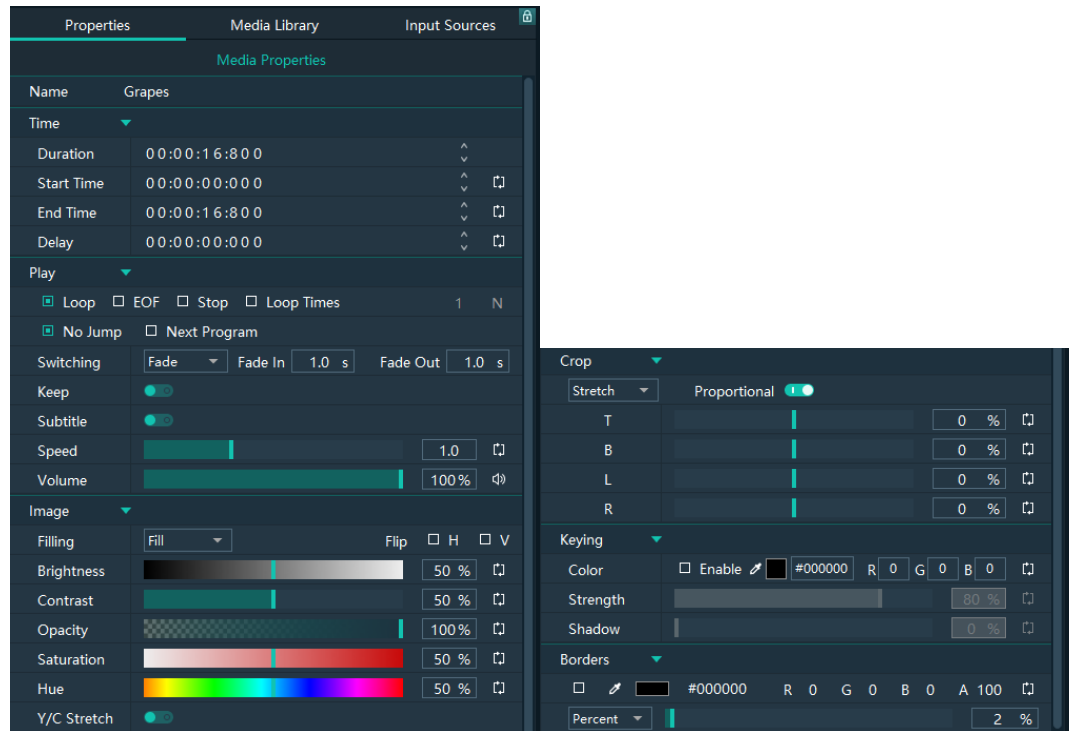 Properties Media Library Input Sources
Media Properties
Name Grapes
Time
Duration 00:00:16:800
Start Time 00:00:00:000
End Time 00:00:16:800
Delay 00:00:00:000
Play
Loop EOF Stop Loop Times 1 N
No Jump Next Program
Switching Fade Fade In 1.0 s Fade Out 1.0 s
Keep
Subtitle
Speed 1.0
Volume 100%
Image
Filling Fill Flip H V
Brightness 50 %
Contrast 50 %
Opacity 100%
Saturation 50 %
Hue 50 %
Y/C Stretch
Crop
Stretch Proportional
T 0 %
B 0 %
L 0 %
R 0 %
Keying
Color Enable #000000 R 0 G 0 B 0
Strength 80 %
Shadow 0 %
Borders
#000000 R 0 G 0 B 0 A 100
Percent 2 %